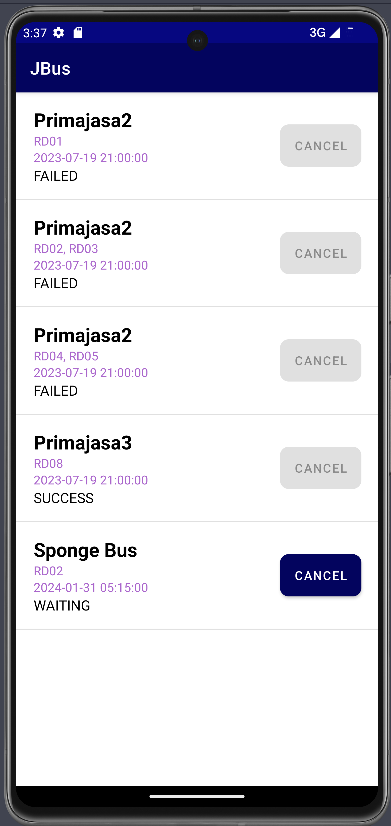 3:37
3G
JBus
Primajasa2
RD01
2023-07-19 21:00:00
FAILED
CANCEL
Primajasa2
RD02, RD03
2023-07-19 21:00:00
FAILED
CANCEL
Primajasa2
RD04, RD05
2023-07-19 21:00:00
FAILED
CANCEL
Primajasa3
RD08
2023-07-19 21:00:00
SUCCESS
CANCEL
Sponge Bus
RD02
2024-01-31 05:15:00
WAITING
CANCEL